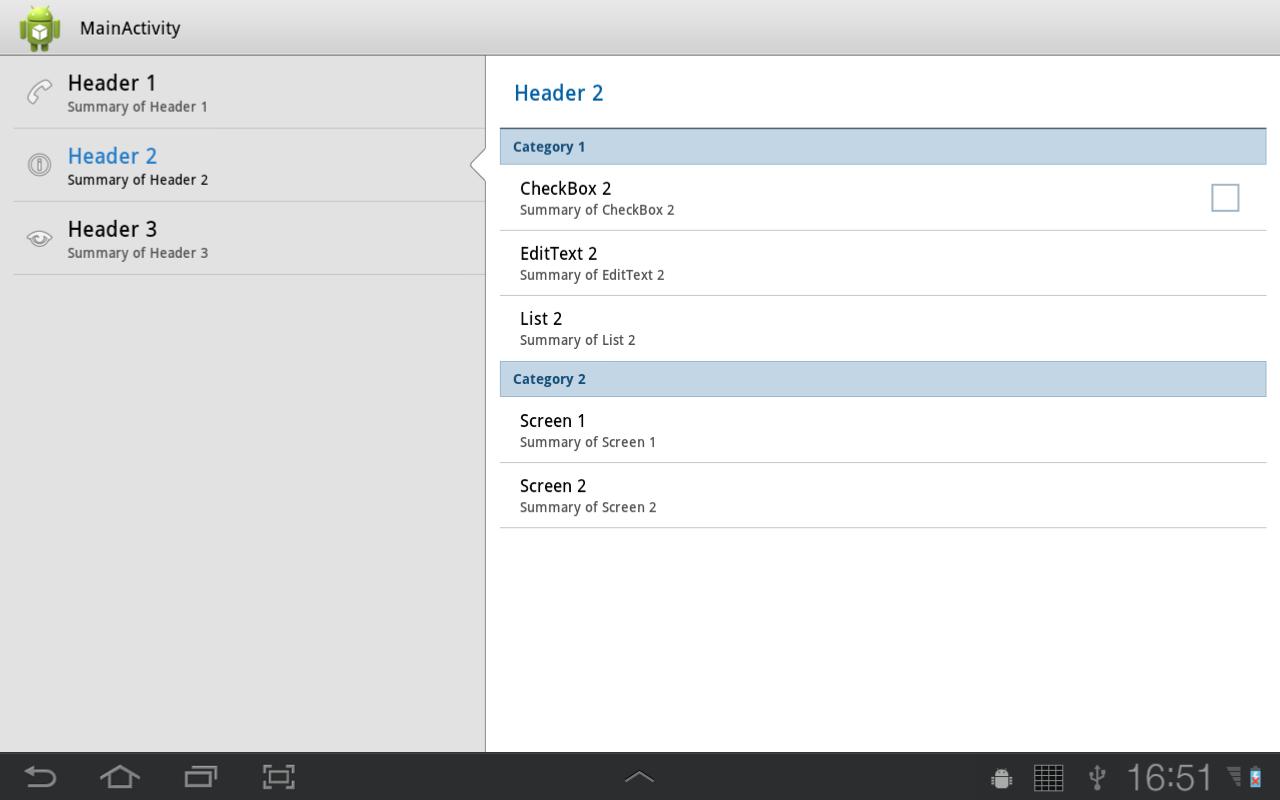 MainActivity
Header 1
Summary of Header 1
Header 2
Summary of Header 2
Header 3
Summary of Header 3
Header 2
Category 1
CheckBox 2
Summary of CheckBox 2
EditText 2
Summary of EditText 2
List 2
Summary of List 2
Category 2
Screen 1
Summary of Screen 1
Screen 2
Summary of Screen 2
16:51